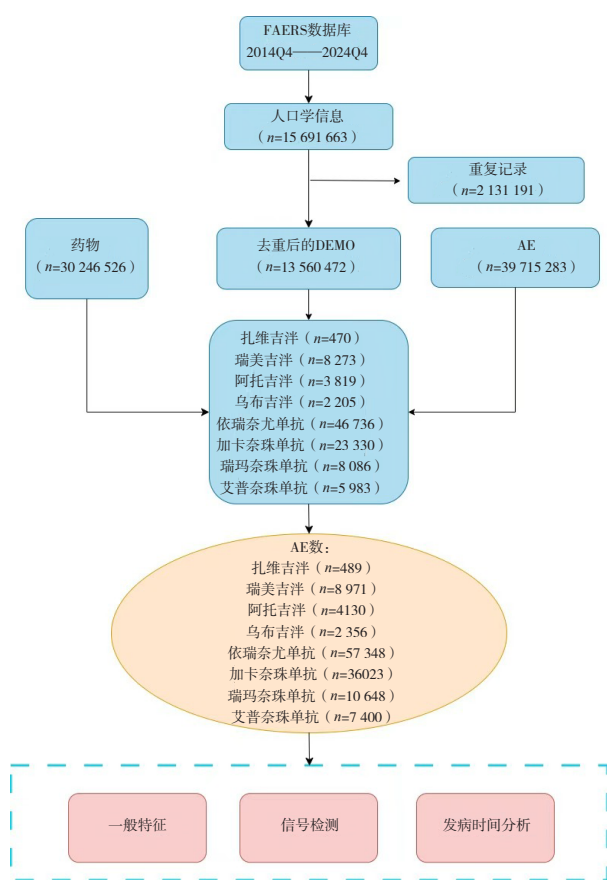 FAERS数据库
2014Q4——2024Q4
人口学信息
（n=15 691 663）
重复记录
（n=2 131 191）
药物
（n=30 246 526）
去重后的DEMO
（n=13 560 472）
AE
（n=39 715 283）
扎维吉泮（n=470）
瑞美吉泮（n=8 273）
阿托吉泮（n=3 819）
乌布吉泮（n=2 205）
依瑞奈尤单抗（n=46 736）
加卡奈珠单抗（n=23 330）
瑞玛奈珠单抗（n=8 086）
艾普奈珠单抗（n=5 983）
AE数：
扎维吉泮（n=489）
瑞美吉泮（n=8 971）
阿托吉泮（n=4130）
乌布吉泮（n=2 356）
依瑞奈尤单抗（n=57 348）
加卡奈珠单抗（n=36023）
瑞玛奈珠单抗（n=10 648）
艾普奈珠单抗（n=7 400）
一般特征
信号检测
发病时间分析